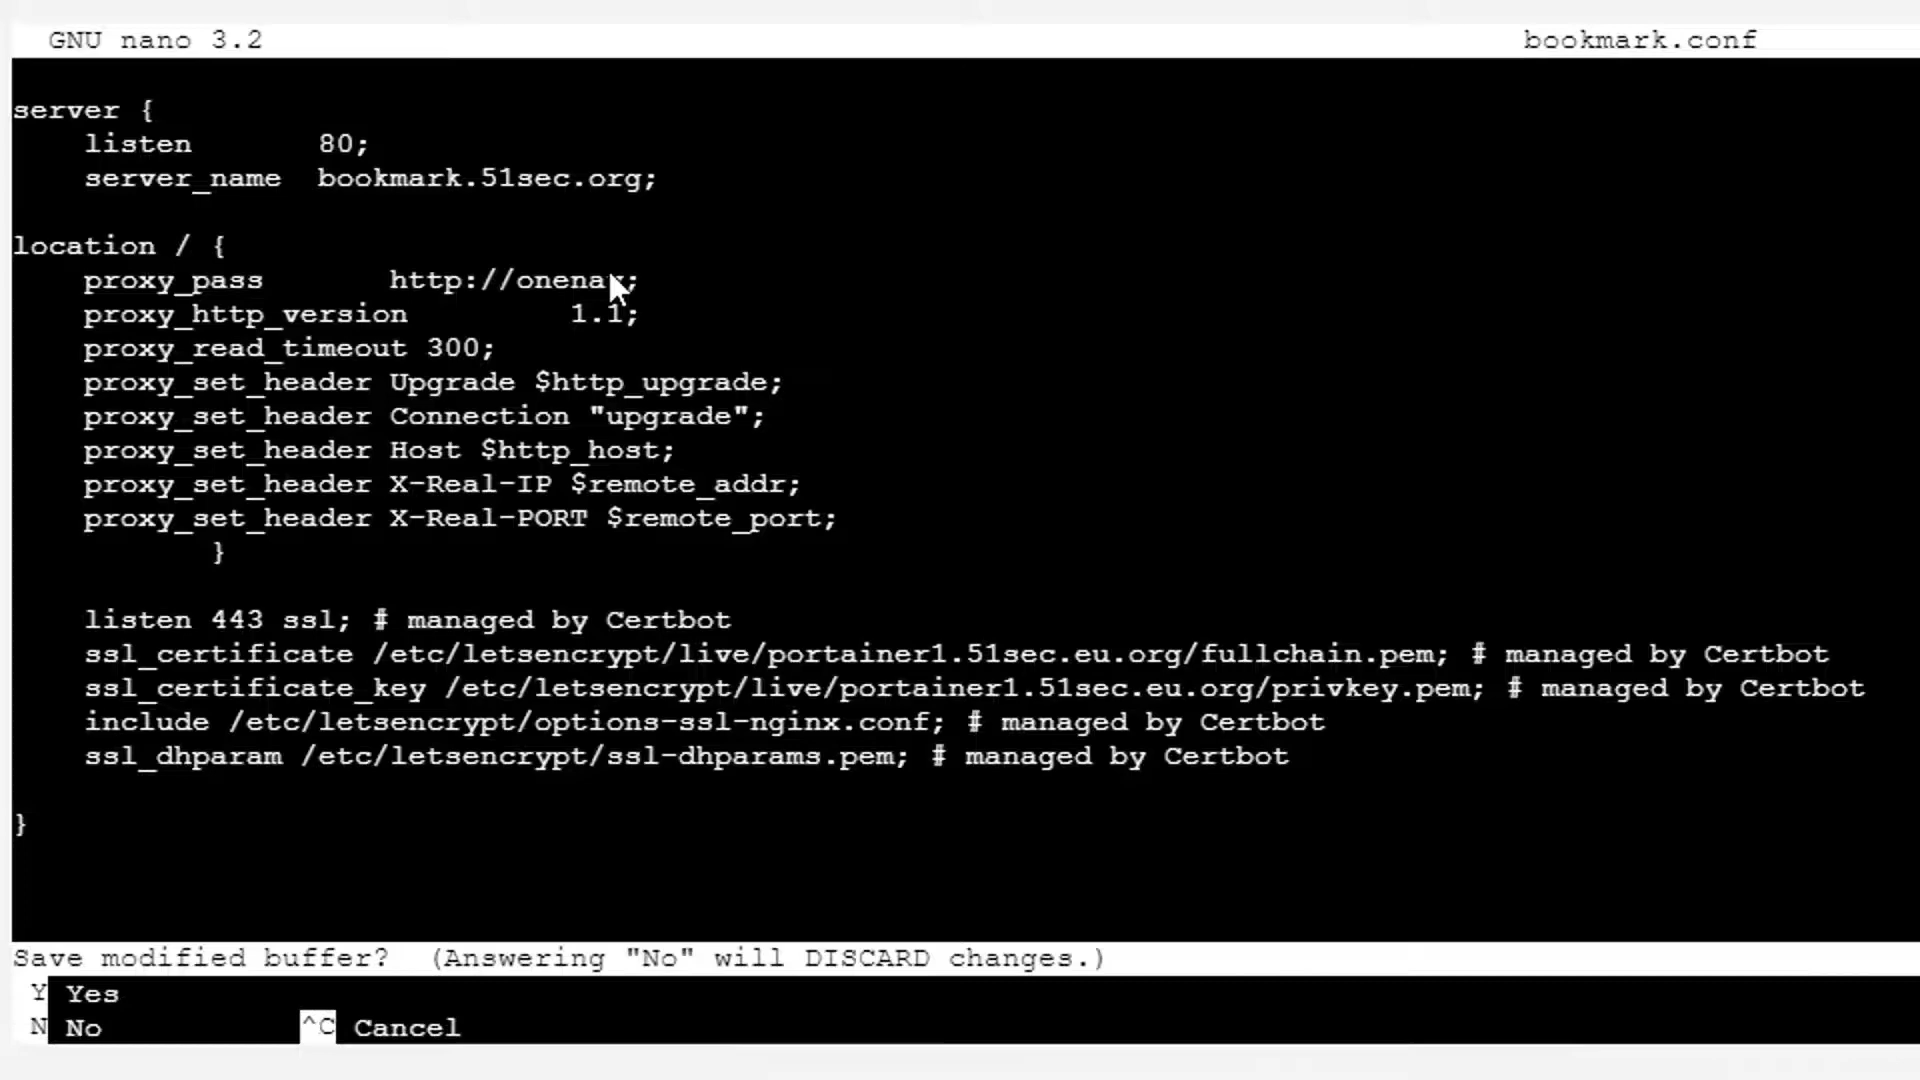 GNU nano 3.2 bookmark.conf
server {
    listen       80;
    server_name  bookmark.51sec.org;
location / {
    proxy_pass       
    proxy_http_version         1.1;
    proxy_read_timeout 300;
    proxy_set_header Upgrade $http_upgrade;
    proxy_set_header Connection "upgrade";
    proxy_set_header Host $http_host;
    proxy_set_header X-Real-IP $remote_addr;
    proxy_set_header X-Real-PORT $remote_port;
           }
    listen 443 ssl; # managed by Certbot
    ssl_certificate /etc/letsencrypt/live/portainer1.51sec.eu.org/fullchain.pem; # managed by Certbot
    ssl_certificate_key /etc/letsencrypt/live/portainer1.51sec.eu.org/privkey.pem; # managed by Certbot
    include /etc/letsencrypt/options-ssl-nginx.conf; # managed by Certbot
    ssl_dhparam /etc/letsencrypt/ssl-dhparams.pem; # managed by Certbot
}
Save modified buffer?  (Answering "No" will DISCARD changes.)
Y Yes
N No           ^C Cancel